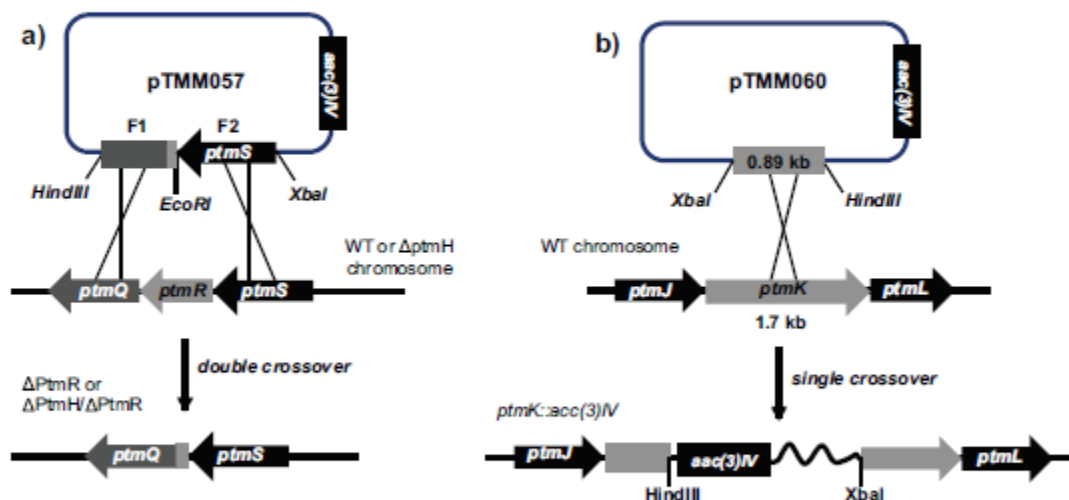 a)
pTMM057
aac(3)IV
F1
F2
ptmS
HindIII
EcoRI
XbaI
WT or ΔptmH
chromosome
ptmQ
ptmR
ptmS
double crossover
ΔPtmR or
ΔPtmH/ΔPtmR
ptmQ
ptmS
b)
pTMM060
aac(3)IV
0.89 kb
XbaI
HindIII
WT chromosome
ptmJ
ptmK
ptmL
1.7 kb
single crossover
ptmK::acc(3)IV
ptmJ
aac(3)IV
ptmL
HindIII
XbaI